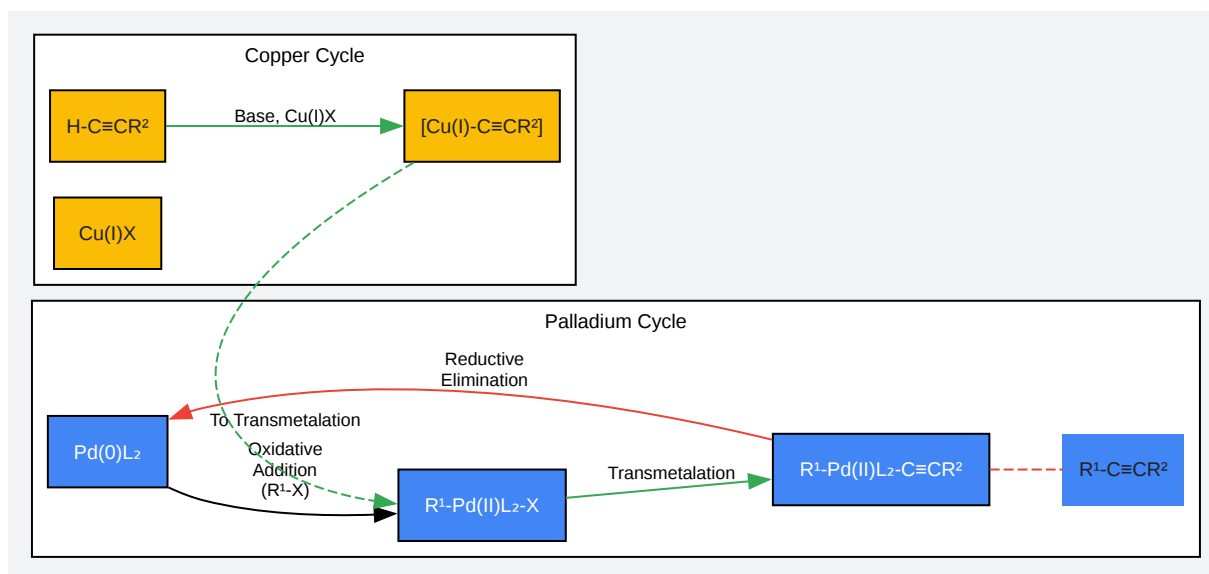 Copper Cycle
H-C≡CR²
Base, Cu(I)X
[Cu(I)-C≡CR²]
Cu(I)X
Palladium Cycle
Reductive
Elimination
To Transmetalation
Oxidative
Addition
(R¹-X)
Pd(0)L₂
R¹-Pd(II)L₂-X
Transmetalation
R¹-Pd(II)L₂-C≡CR²
R¹-C≡CR²